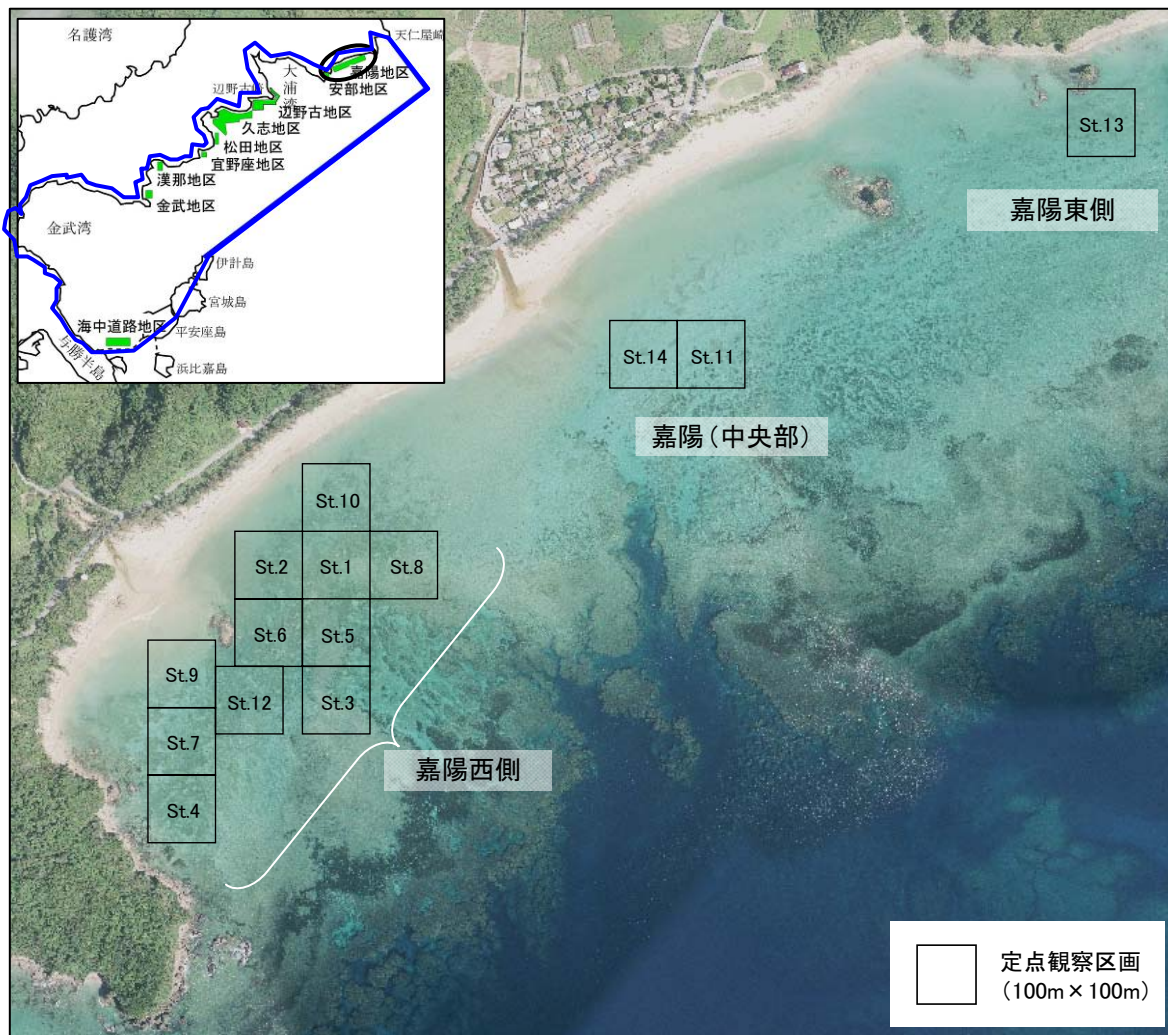 名護湾
天仁屋崎
大浦湾
嘉陽地区
安部地区
辺野古崎
辺野古地区
久志地区
松田地区
宜野座地区
漢那地区
金武地区
金武湾
伊計島
宮城島
海中道路地区
平安座島
与勝半島
浜比嘉島
St.13
嘉陽東側
St.14
St.11
嘉陽(中央部)
St.10
St.2
St.1
St.8
St.6
St.5
St.9
St.12
St.3
St.7
嘉陽西側
St.4
定点観察区画
(100m×100m)